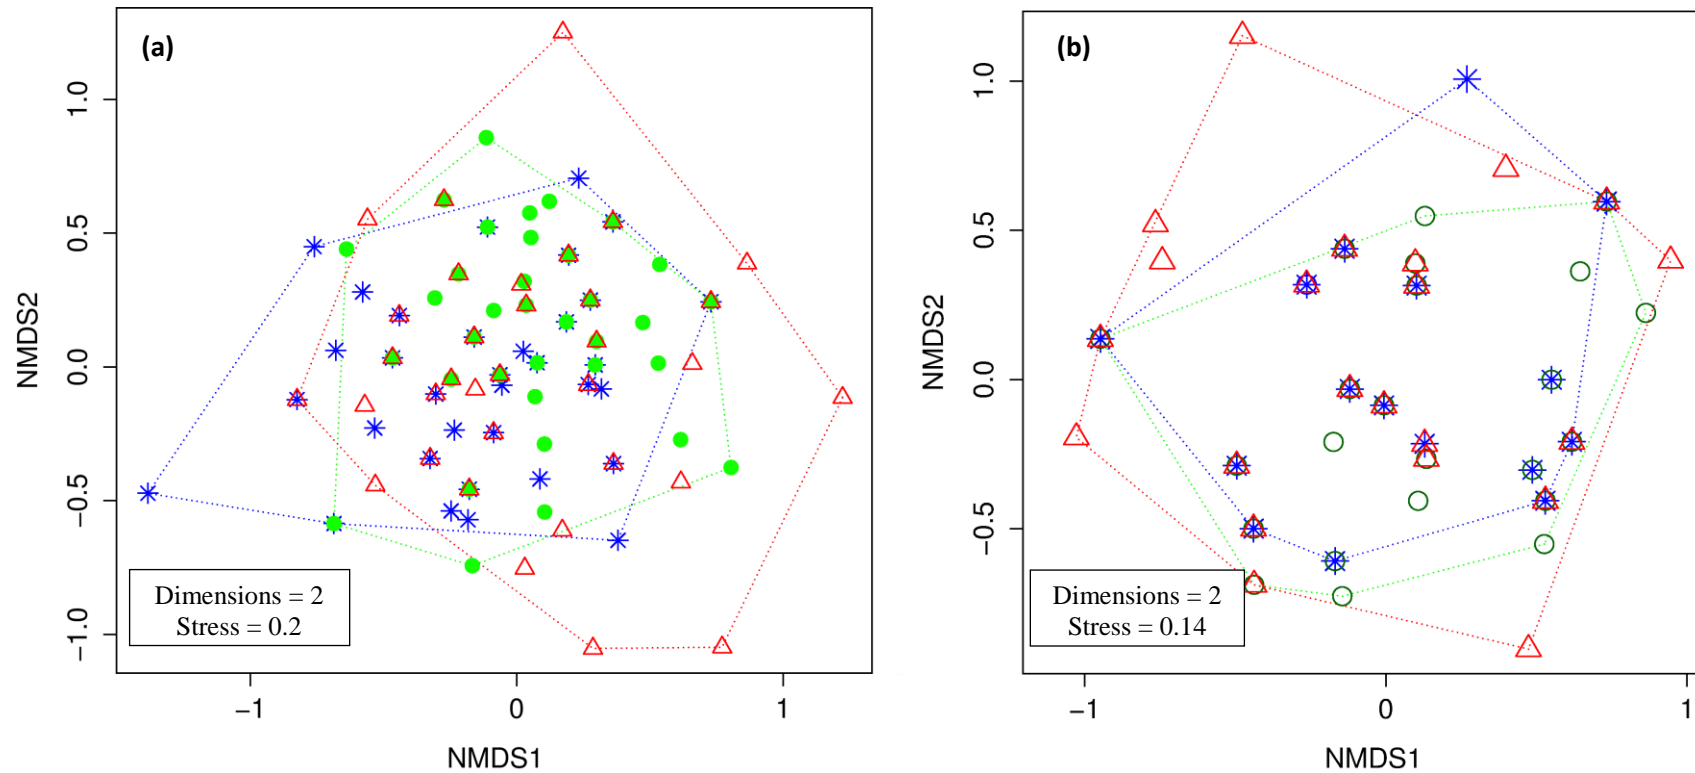 (a)
NMDS2
1.0
0.5
0.0
−0.5
−1.0
Dimensions = 2
Stress = 0.2
−1
0
1
NMDS1
(b)
NMDS2
1.0
0.5
0.0
−0.5
Dimensions = 2
Stress = 0.14
−1
0
1
NMDS1